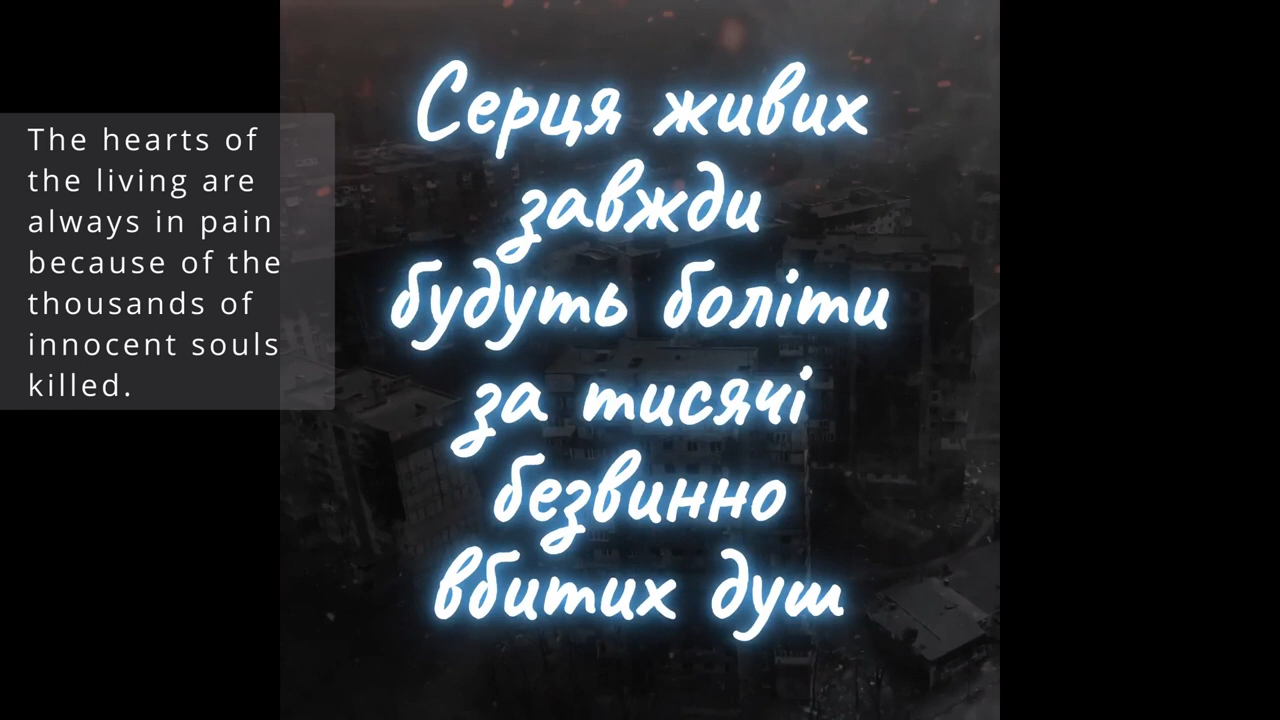 The hearts of
the living are
always in pain
because of the
thousands of
innocent souls
killed.
Серця живих
завжди
будуть боліти
за тисячі
безвинно
вбитих душ